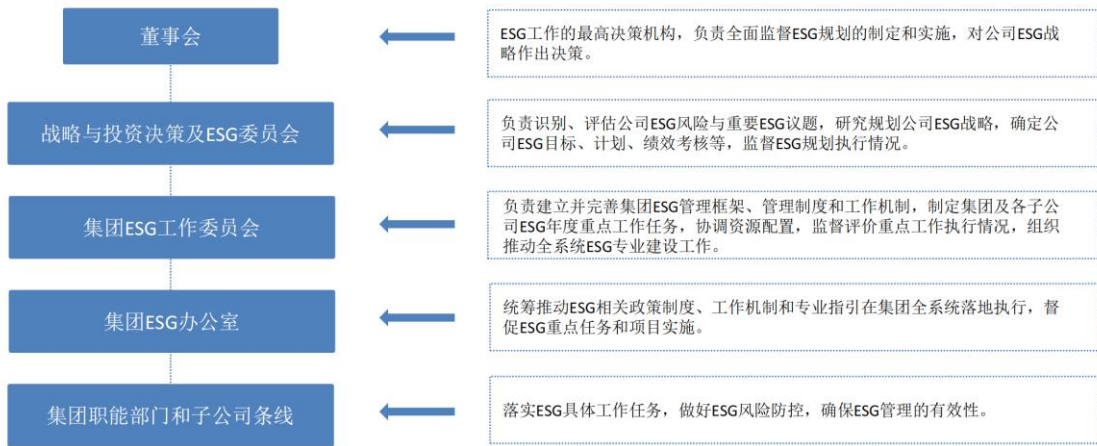 董事会
ESG工作的最高决策机构，负责全面监督ESG规划的制定和实施，对公司ESG战
略作出决策。
战略与投资决策及ESG委员会
负责识别、评估公司ESG风险与重要ESG议题，研究规划公司ESG战略，确定公
司ESG目标、计划、绩效考核等，监督ESG规划执行情况。
集团ESG工作委员会
负责建立并完善集团ESG管理框架、管理制度和工作机制，制定集团及各子公
司ESG年度重点工作任务，协调资源配置，监督评价重点工作执行情况，组织
推动全系统ESG专业建设工作。
集团ESG办公室
统筹推动ESG相关政策制度、工作机制和专业指引在集团全系统落地执行，督
促ESG重点任务和项目实施。
集团职能部门和子公司条线
落实ESG具体工作任务，做好ESG风险防控，确保ESG管理的有效性。